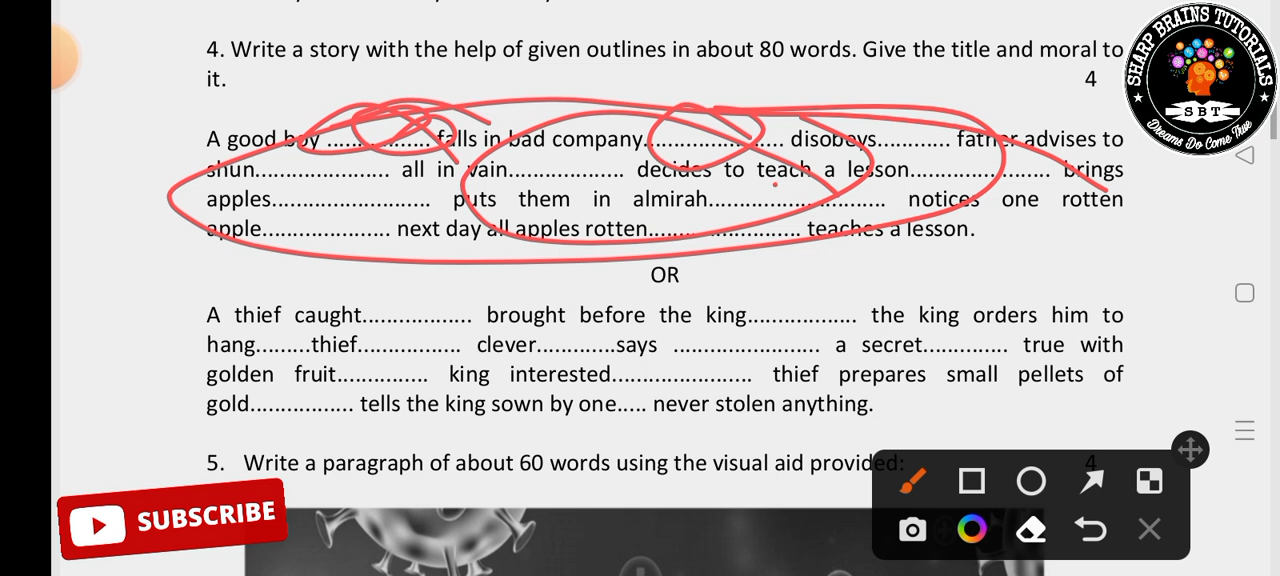 4. Write a story with the help of given outlines in about 80 words. Give the title and moral to
it. 4
A good boy .................. falls in bad company....................... disobeys............ father advises to
shun....................... all in vain................... decides to teach a lesson....................... brings
apples.......................... puts them in almirah............................. notices one rotten
apple..................... next day all apples rotten......................... teaches a lesson.
OR
A thief caught.................. brought before the king.................. the king orders him to
hang.........thief................. clever.............says ........................ a secret.............. true with
golden fruit............... king interested....................... thief prepares small pellets of
gold................. tells the king sown by one..... never stolen anything.
5. Write a paragraph of about 60 words using the visual aid provided: 4
SHARP BRAINS TUTORIALS
SBT
Dreams Do Come True
SUBSCRIBE